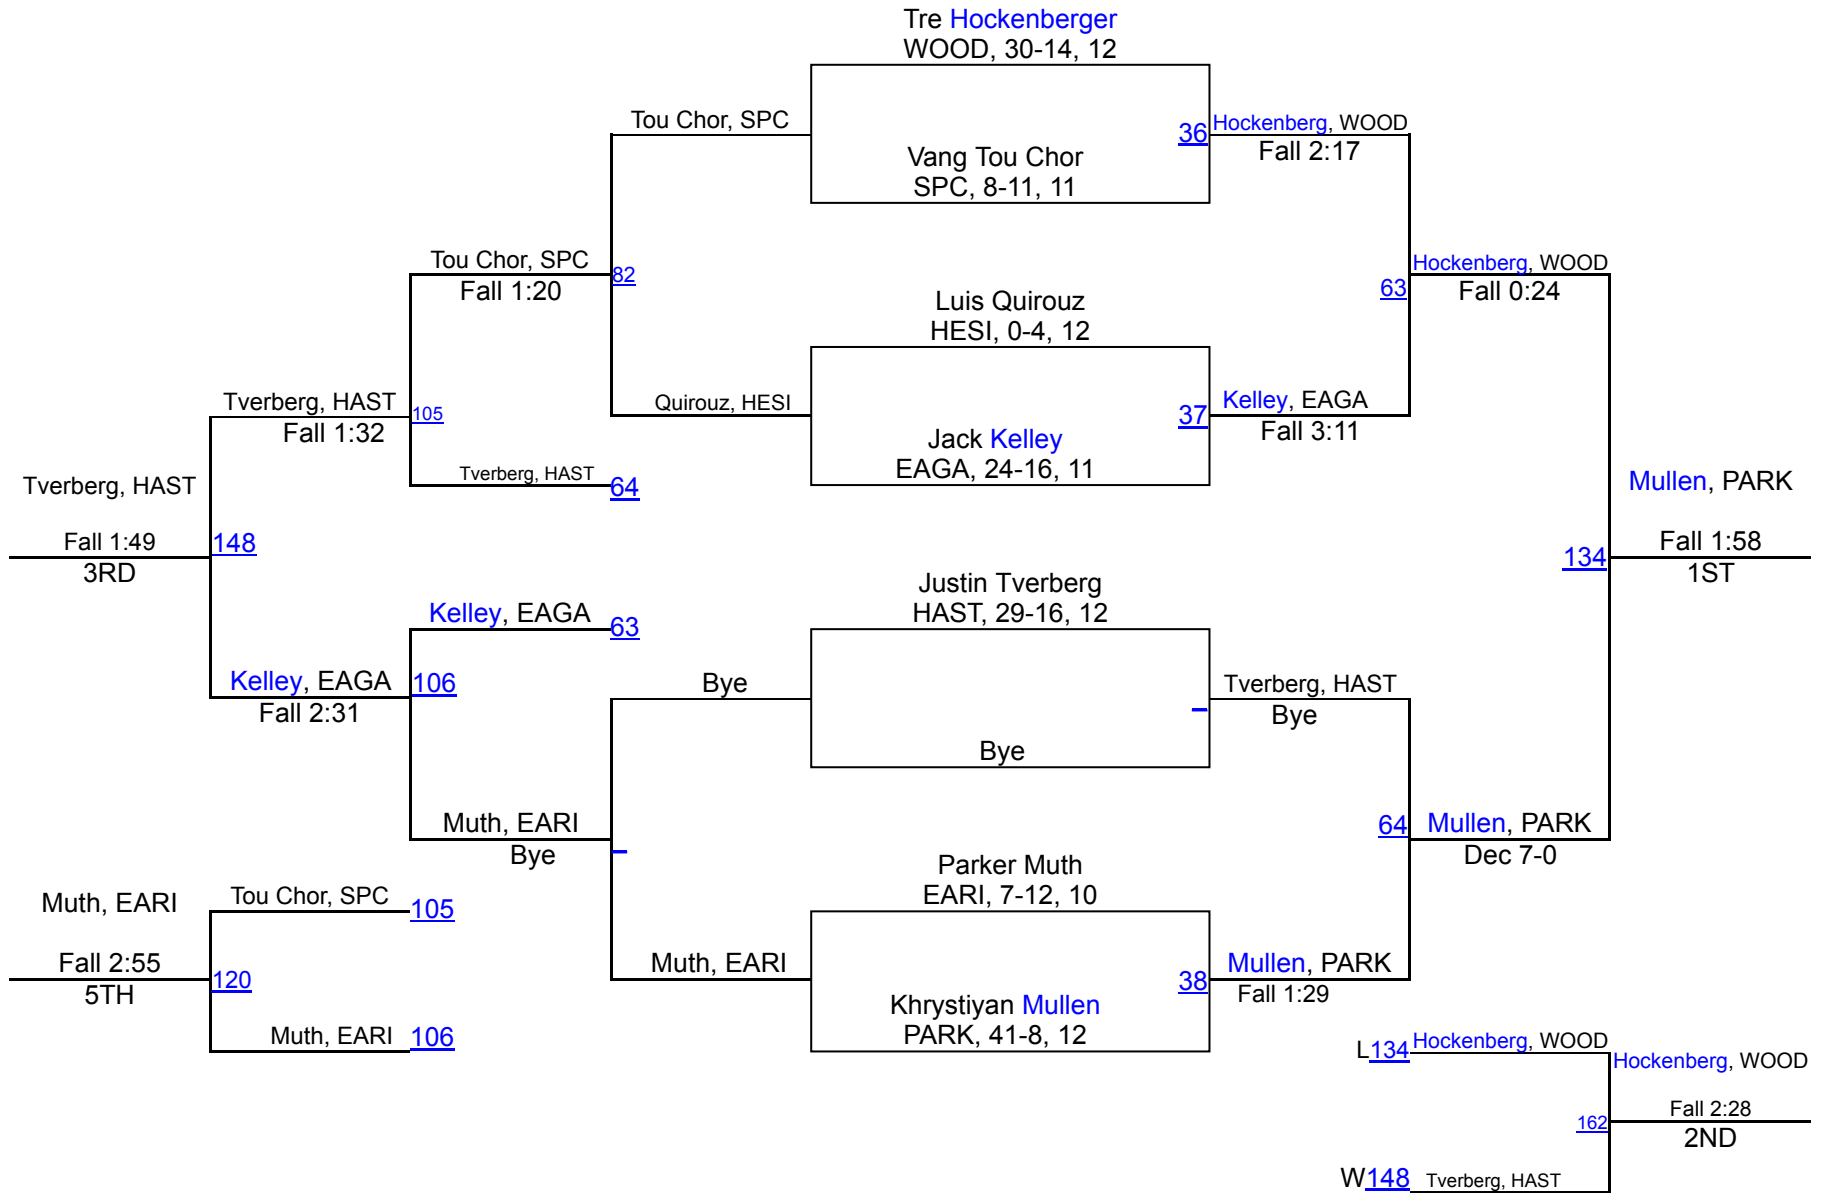 Tre Hockenberger
WOOD, 30-14, 12
Tou Chor, SPC
36
Hockenberg, WOOD
Fall 2:17
Vang Tou Chor
SPC, 8-11, 11
Tou Chor, SPC
Fall 1:20
82
Hockenberg, WOOD
Fall 0:24
63
Luis Quirouz
HESI, 0-4, 12
Tverberg, HAST
Fall 1:32
105
Quirouz, HESI
37
Kelley, EAGA
Fall 3:11
Jack Kelley
EAGA, 24-16, 11
Tverberg, HAST
64
Tverberg, HAST
Fall 1:49
3RD
148
Mullen, PARK
134
Fall 1:58
1ST
Justin Tverberg
HAST, 29-16, 12
Kelley, EAGA
63
Kelley, EAGA
Fall 2:31
106
Bye
Tverberg, HAST
Bye
Bye
Muth, EARI
Bye
64
Mullen, PARK
Dec 7-0
Parker Muth
EARI, 7-12, 10
Muth, EARI
Tou Chor, SPC
105
Fall 2:55
5TH
120
Muth, EARI
38
Mullen, PARK
Fall 1:29
Khrystiyan Mullen
PARK, 41-8, 12
Muth, EARI
106
L134
Hockenberg, WOOD
Hockenberg, WOOD
162
Fall 2:28
2ND
W148
Tverberg, HAST